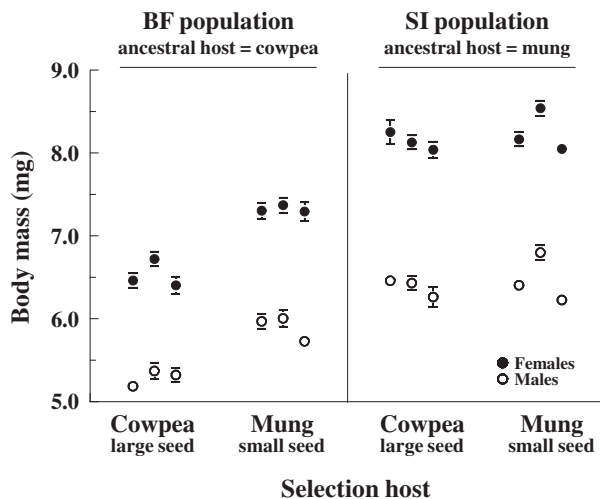 BF population
ancestral host = cowpea
SI population
ancestral host = mung
9.0
8.0
7.0
6.0
5.0
Body mass (mg)
Females
Males
Cowpea
large seed
Mung
small seed
Cowpea
large seed
Mung
small seed
Selection host